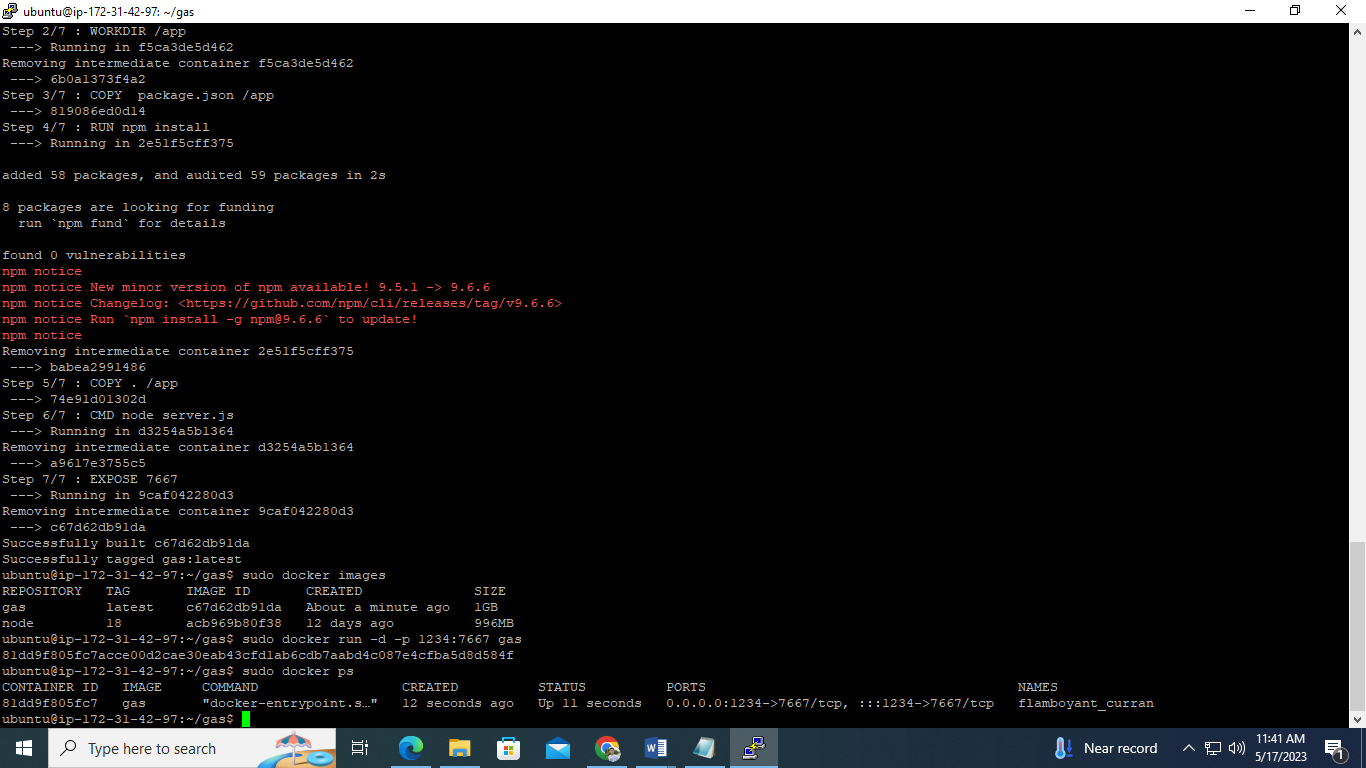 ubuntu@ip-172-31-42-97: ~/gas
Step 2/7 : WORKDIR /app
 ---> Running in f5ca3de5d462
Removing intermediate container f5ca3de5d462
 ---> 6b0a1373f4a2
Step 3/7 : COPY  package.json /app
 ---> 819086ed0d14
Step 4/7 : RUN npm install
 ---> Running in 2e51f5cff375
added 58 packages, and audited 59 packages in 2s
8 packages are looking for funding
  run `npm fund` for details
found 0 vulnerabilities
npm notice
npm notice New minor version of npm available! 9.5.1 -> 9.6.6
npm notice Changelog: <https://github.com/npm/cli/releases/tag/v9.6.6>
npm notice Run `npm install -g npm@9.6.6` to update!
npm notice
Removing intermediate container 2e51f5cff375
 ---> babea2991486
Step 5/7 : COPY . /app
 ---> 74e91d01302d
Step 6/7 : CMD node server.js
 ---> Running in d3254a5b1364
Removing intermediate container d3254a5b1364
 ---> a9617e3755c5
Step 7/7 : EXPOSE 7667
 ---> Running in 9caf042280d3
Removing intermediate container 9caf042280d3
 ---> c67d62db91da
Successfully built c67d62db91da
Successfully tagged gas:latest
ubuntu@ip-172-31-42-97:~/gas$ sudo docker images
REPOSITORY   TAG       IMAGE ID       CREATED              SIZE
gas          latest    c67d62db91da   About a minute ago   1GB
node         18        acb969b80f38   12 days ago          996MB
ubuntu@ip-172-31-42-97:~/gas$ sudo docker run -d -p 1234:7667 gas
81dd9f805fc7acce00d2cae30eab43cfd1ab6cdb7aabd4c087e4cfba5d8d584f
ubuntu@ip-172-31-42-97:~/gas$ sudo docker ps
CONTAINER ID   IMAGE     COMMAND                  CREATED          STATUS          PORTS                                       NAMES
81dd9f805fc7   gas       "docker-entrypoint.s…"   12 seconds ago   Up 11 seconds   0.0.0.0:1234->7667/tcp, :::1234->7667/tcp   flamboyant_curran
ubuntu@ip-172-31-42-97:~/gas$
Type here to search
Near record
11:41 AM
5/17/2023
1